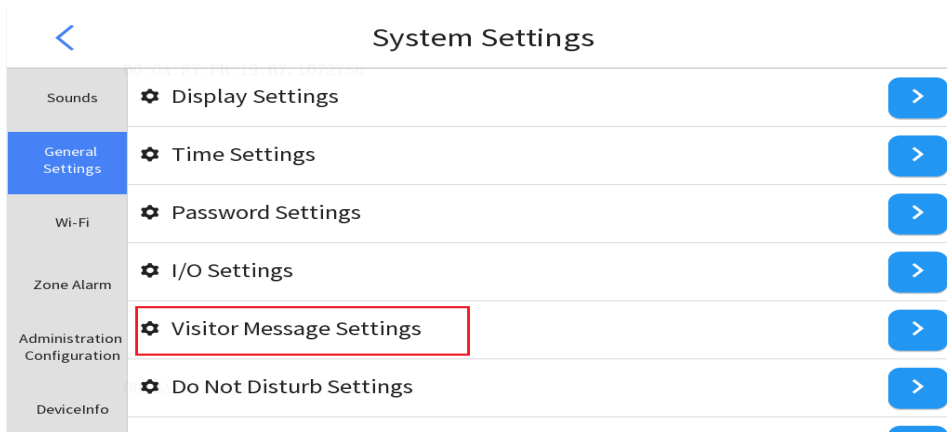 System Settings
Sounds
General
Settings
Wi-Fi
Zone Alarm
Administration
Configuration
DeviceInfo
Display Settings
Time Settings
Password Settings
I/O Settings
Visitor Message Settings
Do Not Disturb Settings